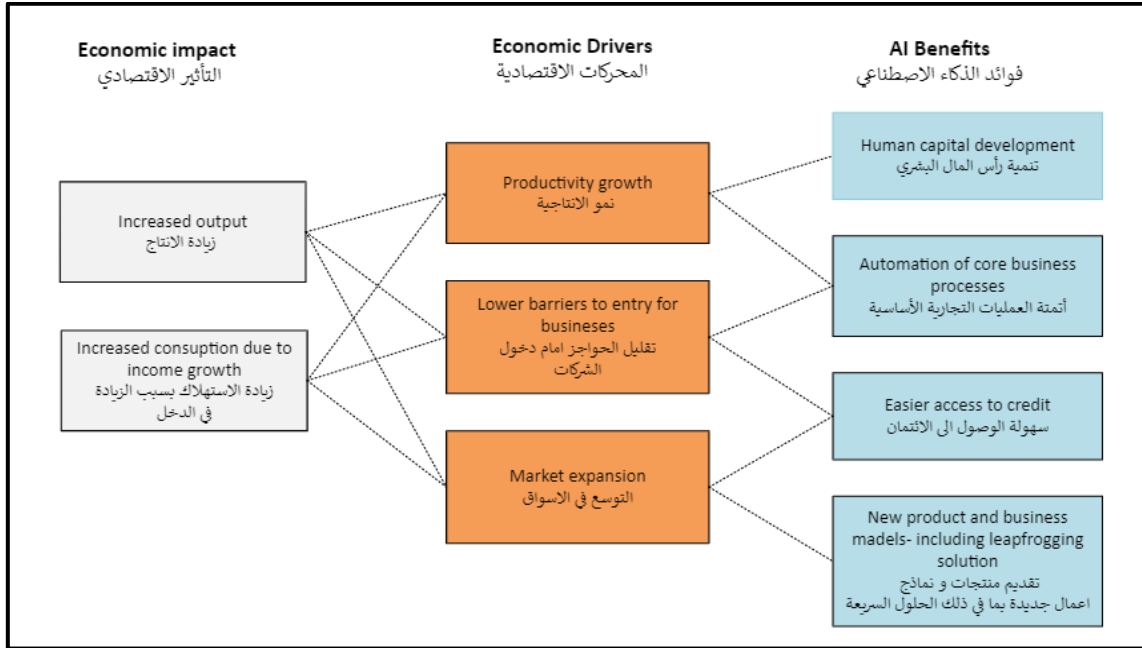 Economic impact
التأثير الاقتصادي
Economic Drivers
المحركات الاقتصادية
AI Benefits
فوائد الذكاء الاصطناعي
Increased output
زيادة الانتاج
Increased consuption due to
income growth
زيادة الاستهلاك بسبب الزيادة
في الدخل
Productivity growth
نمو الانتاجية
Lower barriers to entry for
busineses
تقليل الحواجز امام دخول
الشركات
Market expansion
التوسع في الاسواق
Human capital development
تنمية رأس المال البشري
Automation of core business
processes
أتمتة العمليات التجارية الأساسية
Easier access to credit
سهولة الوصول الى الائتمان
New product and business
madels- including leapfrogging
solution
تقديم منتجات و نماذج
اعمال جديدة بما في ذلك الحلول السريعة